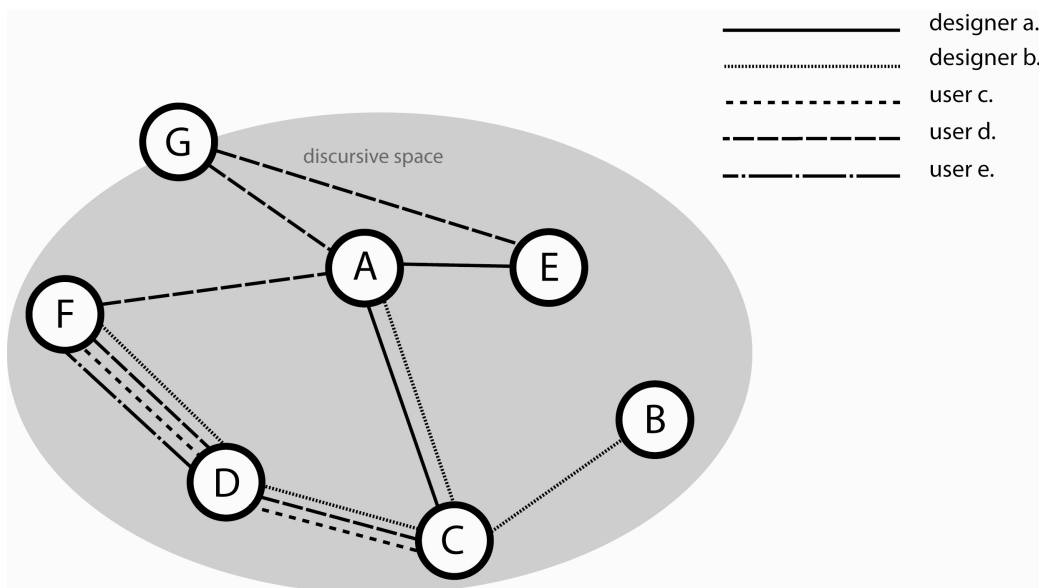 designer a.
designer b.
user c.
user d.
user e.
G
discursive space
A
E
F
B
D
C